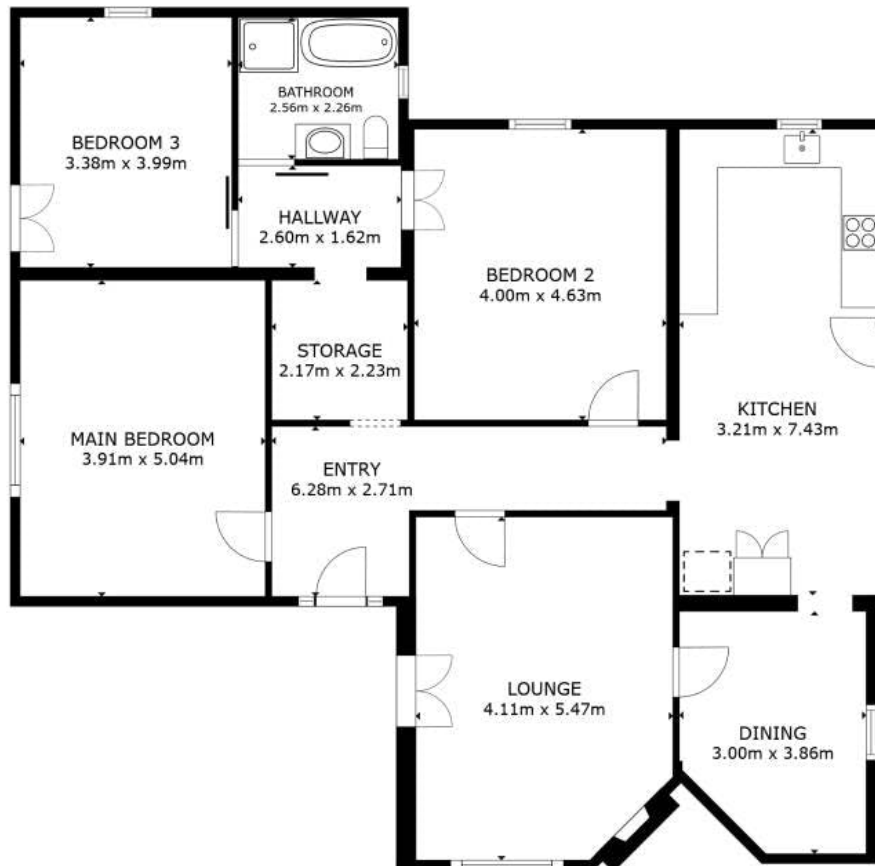 BATHROOM
2.56m x 2.26m
BEDROOM 3
3.38m x 3.99m
HALLWAY
2.60m x 1.62m
BEDROOM 2
4.00m x 4.63m
STORAGE
2.17m x 2.23m
MAIN BEDROOM
3.91m x 5.04m
KITCHEN
3.21m x 7.43m
ENTRY
6.28m x 2.71m
LOUNGE
4.11m x 5.47m
DINING
3.00m x 3.86m